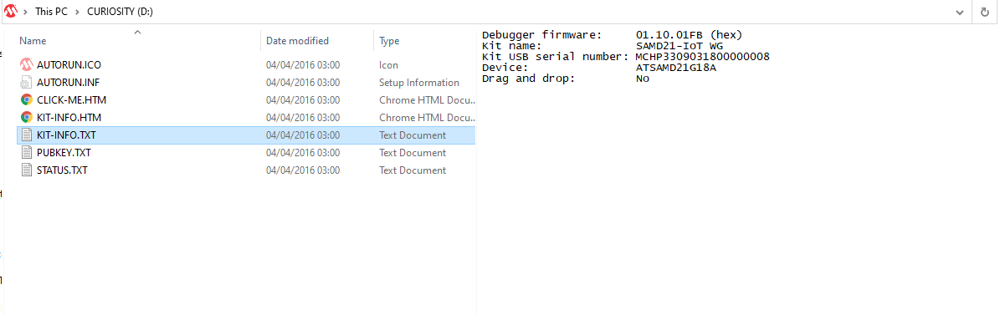 This PC > CURIOSITY (D:)
Name Date modified Type
AUTORUN.ICO 04/04/2016 03:00 Icon
AUTORUN.INF 04/04/2016 03:00 Setup Information
CLICK-ME.HTM 04/04/2016 03:00 Chrome HTML Docu...
KIT-INFO.HTM 04/04/2016 03:00 Chrome HTML Docu...
KIT-INFO.TXT 04/04/2016 03:00 Text Document
PUBKEY.TXT 04/04/2016 03:00 Text Document
STATUS.TXT 04/04/2016 03:00 Text Document
Debugger firmware: 01.10.01FB (hex)
Kit name: SAMD21-IoT WG
Kit USB serial number: MCHP3309031800000008
Device: ATSAMD21G18A
Drag and drop: No